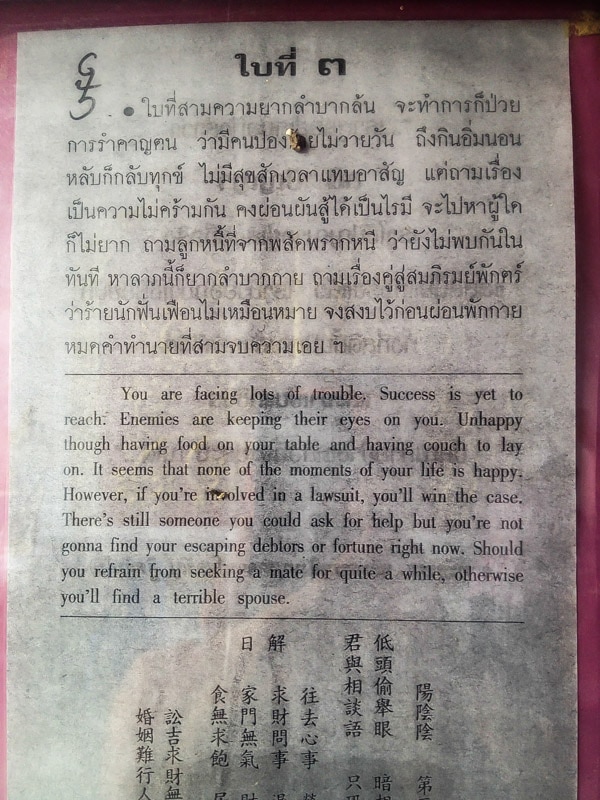 ใบที่ ๓
ใบที่สามความยากลำบากล้น จะทำการก็ป่วย
การรำคาญฅน ว่ามีคนปองร้ายไม่วายวัน ถึงกินอิ่มนอน
หลับก็กลับทุกข์ ไม่มีสุขสักเวลาแทบอาสัญ แต่ถามเรื่อง
เป็นความไม่คร้ามกัน คงผ่อนผันสู้ได้เป็นไรมี จะไปหาผู้ใด
ก็ไม่ยาก ถามลูกหนี้ที่จากพลัดพรากหนี ว่ายังไม่พบกันใน
ทันที หาลาภนี้ก็ยากลำบากกาย ถามเรื่องคู่สู่สมภิรมย์พักตร์
ว่าร้ายนักฟั่นเฟือนไม่เหมือนหมาย จงสงบไว้ก่อนผ่อนพักกาย
หมดคำทำนายที่สามจบความเอย ฯ
You are facing lots of trouble. Success is yet to
reach. Enemies are keeping their eyes on you. Unhappy
though having food on your table and having couch to lay
on. It seems that none of the moments of your life is happy.
However, if you're involved in a lawsuit, you'll win the case.
There's still someone you could ask for help but you're not
gonna find your escaping debtors or fortune right now. Should
you refrain from seeking a mate for quite a while, otherwise
you'll find a terrible spouse.
陽陰陰 第
低頭偷舉眼 暗
君與相談語 只
解日
往去心事
求財問事
家門無氣 財
食無求飽
訟吉求財無
婚姻難行人